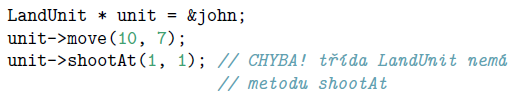 LandUnit * unit = &john;
unit->move(10, 7);
unit->shootAt(1, 1); // CHYBA! třída LandUnit nemá
// metodu shootAt